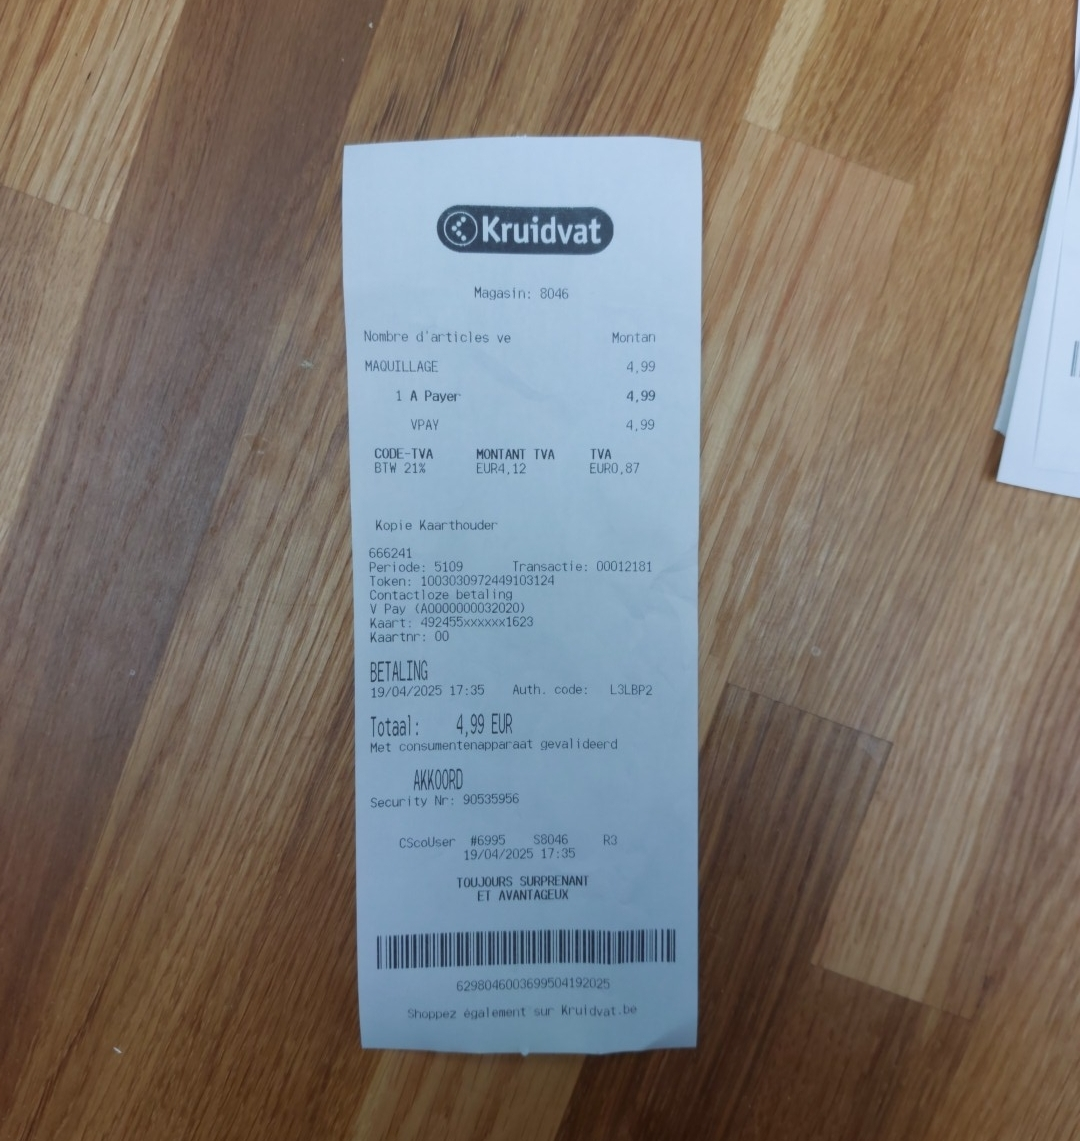 Kruidvat
Magasin: 8046
Nombre d'articles ve Montan
MAQUILLAGE 4,99
1 A Payer 4,99
VPAY 4,99
CODE-TVA MONTANT TVA TVA
BTW 21% EUR4,12 EUR0,87
Kopie Kaarthouder
666241
Periode: 5109 Transactie: 00012181
Token: 1003030972449103124
Contactloze betaling
V Pay (A0000000032020)
Kaart: 492455xxxxxx1623
Kaartnr: 00
BETALING
19/04/2025 17:35 Auth. code: L3LBP2
Totaal: 4,99 EUR
Met consumentenapparaat gevalideerd
AKKOORD
Security Nr: 90535956
CScoUser #6995 S8046 R3
19/04/2025 17:35
TOUJOURS SURPRENANT
ET AVANTAGEUX
6298046003699504192025
Shoppez également sur Kruidvat.be